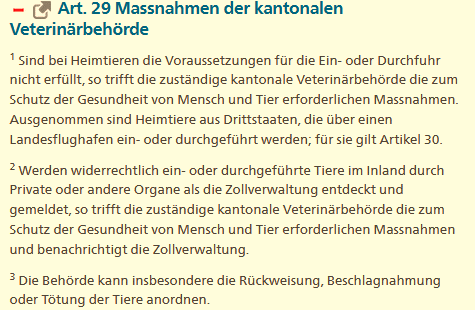 Art. 29 Massnahmen der kantonalen
Veterinärbehörde
1 Sind bei Heimtieren die Voraussetzungen für die Ein- oder Durchfuhr
nicht erfüllt, so trifft die zuständige kantonale Veterinärbehörde die zum
Schutz der Gesundheit von Mensch und Tier erforderlichen Massnahmen.
Ausgenommen sind Heimtiere aus Drittstaaten, die über einen
Landesflughafen ein- oder durchgeführt werden; für sie gilt Artikel 30.
2 Werden widerrechtlich ein- oder durchgeführte Tiere im Inland durch
Private oder andere Organe als die Zollverwaltung entdeckt und
gemeldet, so trifft die zuständige kantonale Veterinärbehörde die zum
Schutz der Gesundheit von Mensch und Tier erforderlichen Massnahmen
und benachrichtigt die Zollverwaltung.
3 Die Behörde kann insbesondere die Rückweisung, Beschlagnahmung
oder Tötung der Tiere anordnen.